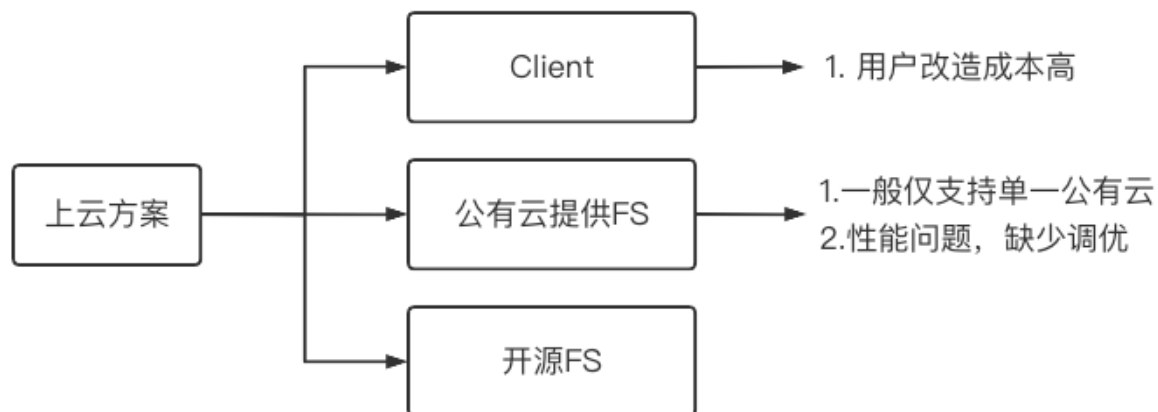 Client
1. 用户改造成本高
上云方案
公有云提供FS
1.一般仅支持单一公有云
2.性能问题，缺少调优
开源FS